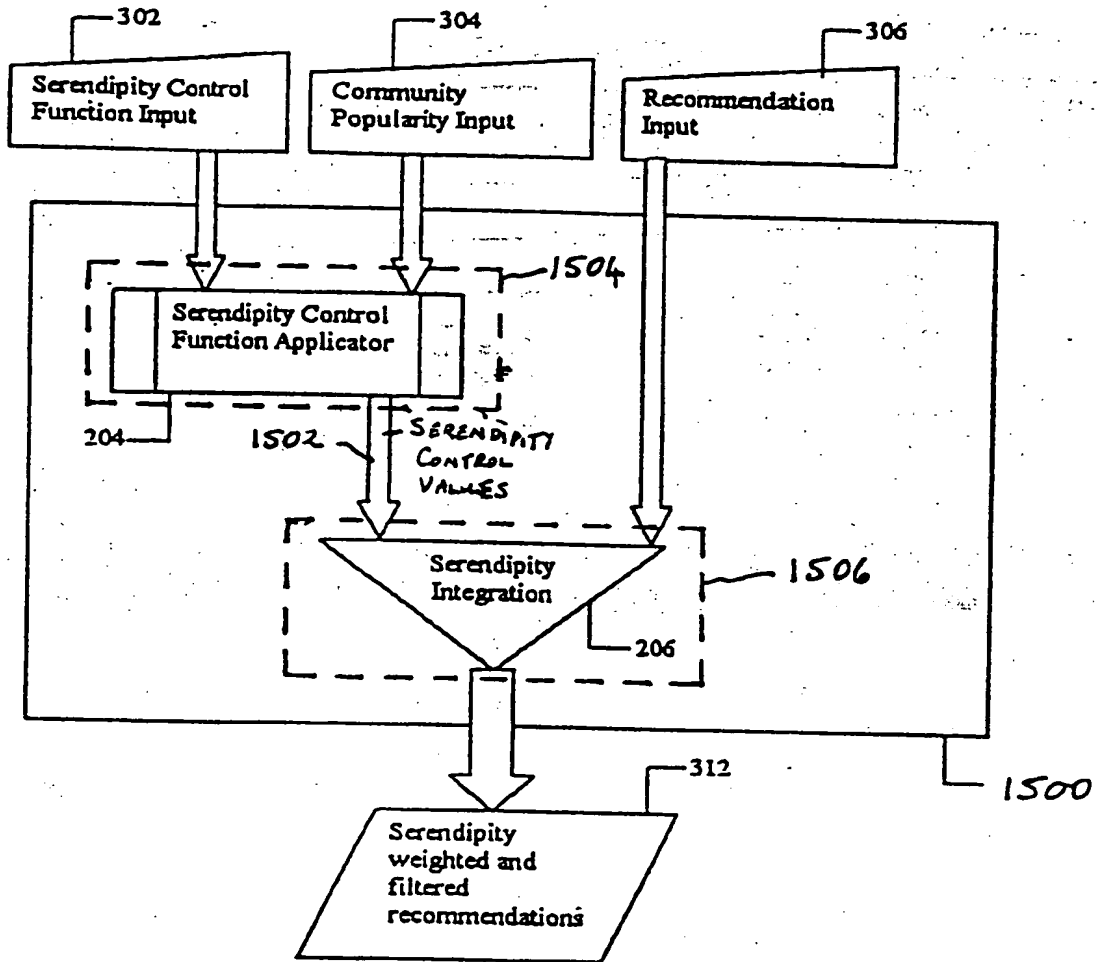 302
304
306
Serendipity Control
Function Input
Community
Popularity Input
Recommendation
Input
1504
Serendipity Control
Function Applicator
204
1502
SERENDIPITY
CONTROL
VALUES
Serendipity
Integration
1506
206
1500
312
Serendipity
weighted and
filtered
recommendations